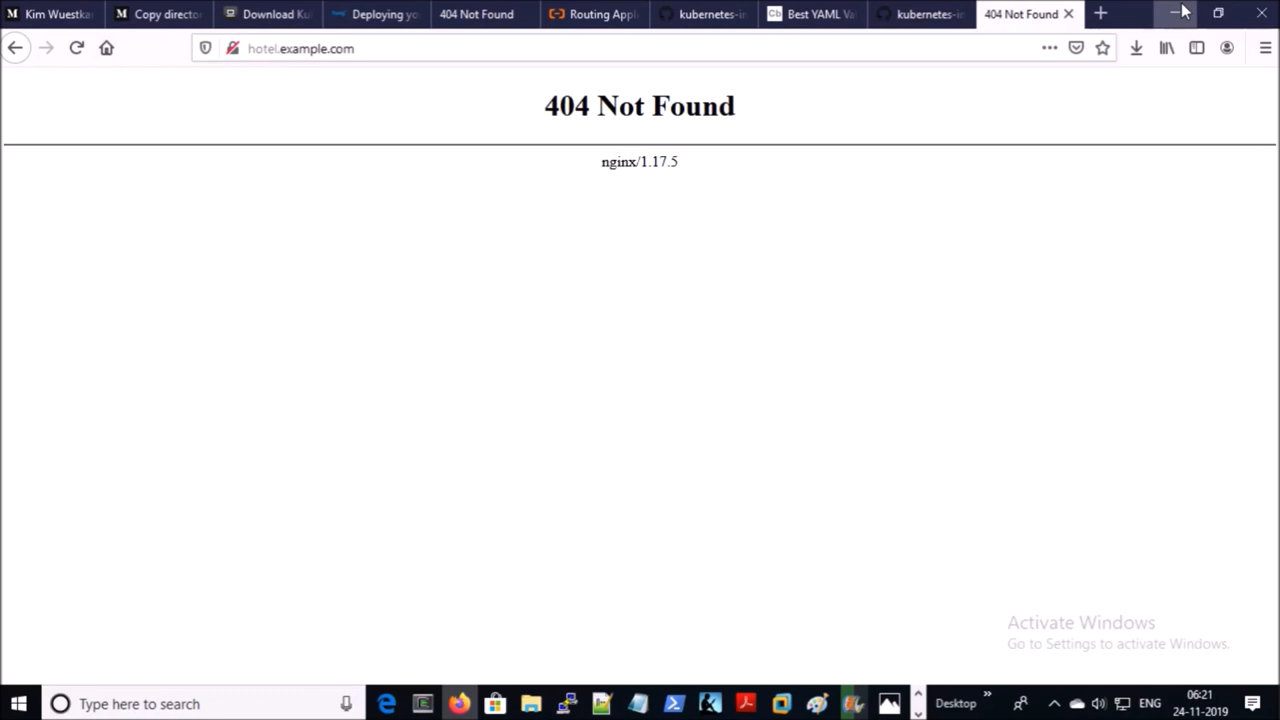 Kim Wuestka
Copy director
Download Ku
Deploying yo
404 Not Found
Routing Appl
kubernetes-in
Best YAML Va
kubernetes-in
404 Not Found
hotel.example.com
404 Not Found
nginx/1.17.5
Activate Windows
Go to Settings to activate Windows.
Type here to search
Desktop
ENG
06:21
24-11-2019